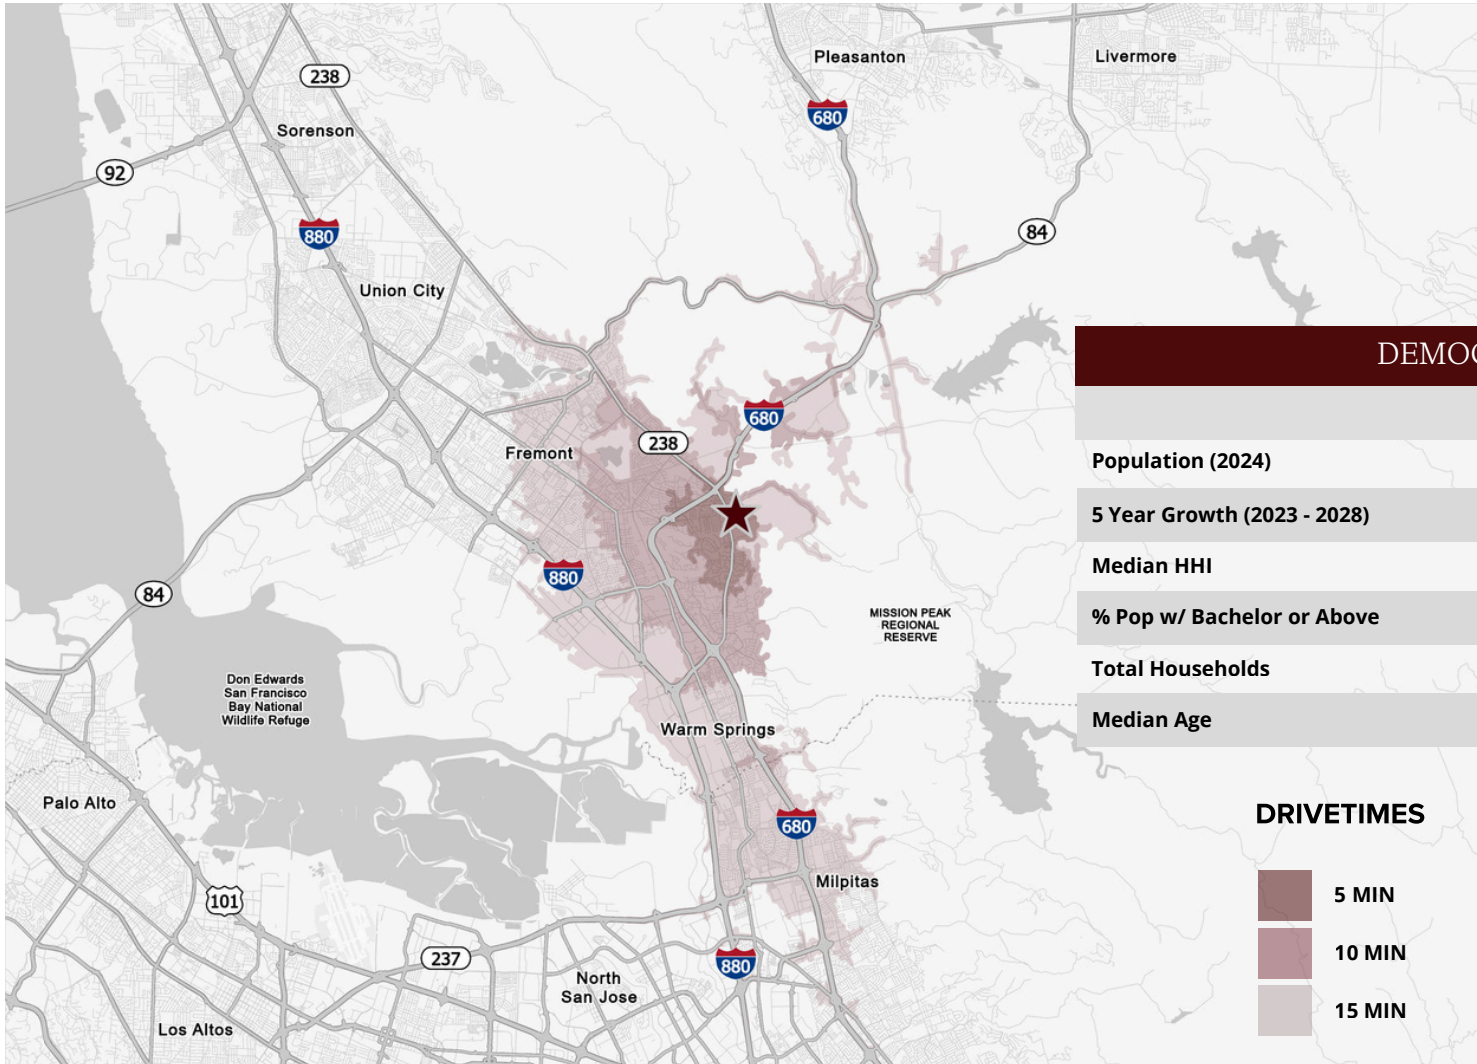 Pleasanton
Livermore
238
680
Sorenson
92
880
84
Union City
680
238
Fremont
880
84
MISSION PEAK
REGIONAL
RESERVE
Don Edwards
San Francisco
Bay National
Wildlife Refuge
Warm Springs
Palo Alto
680
Milpitas
101
237
880
North
San Jose
Los Altos
DEMO
Population (2024)
5 Year Growth (2023 - 2028)
Median HHI
% Pop w/ Bachelor or Above
Total Households
Median Age
DRIVETIMES
5 MIN
10 MIN
15 MIN